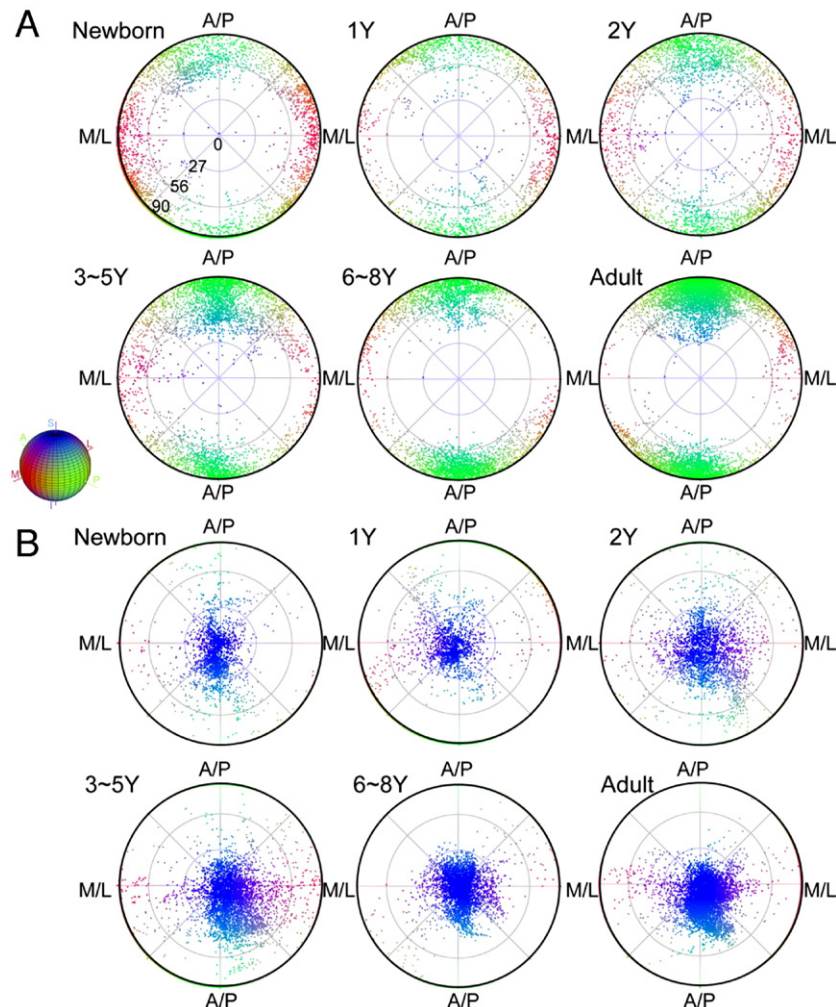 A
A/P
Newborn 1Y 2Y
M/L 0 M/L M/L
27
56
90
A/P A/P
3~5Y 6~8Y Adult
M/L M/L M/L
S
A
M P
A/P A/P A/P
B
A/P
Newborn 1Y 2Y
M/L M/L M/L
A/P A/P A/P
3~5Y 6~8Y Adult
M/L M/L M/L
A/P A/P